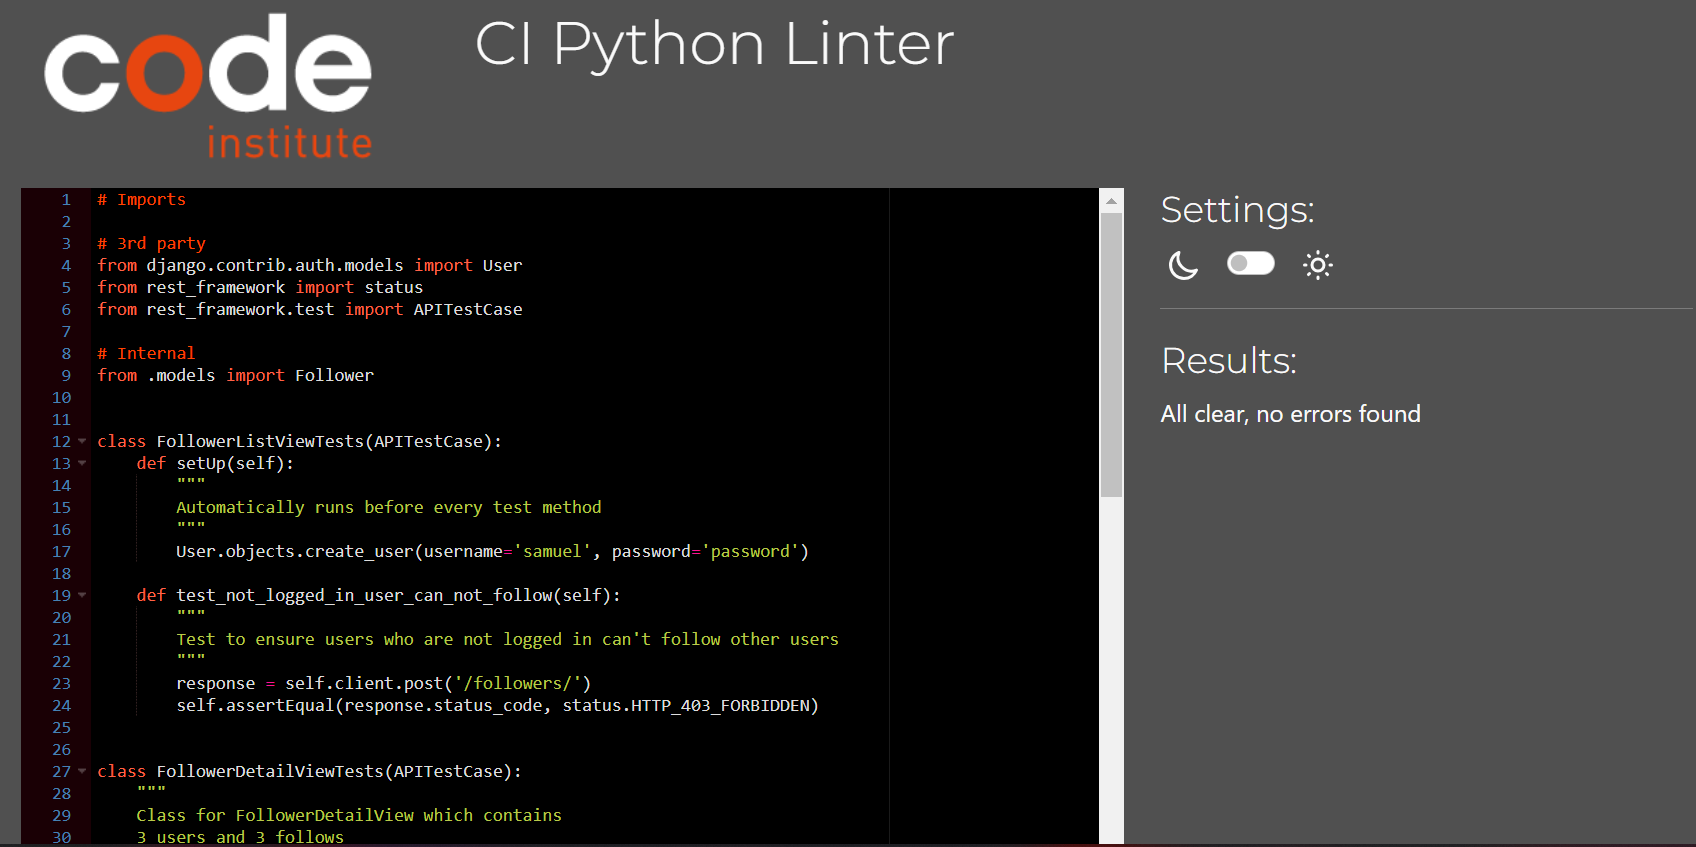 code
institute
CI Python Linter
1 # Imports
2
3 # 3rd party
4 from django.contrib.auth.models import User
5 from rest_framework import status
6 from rest_framework.test import APITestCase
7
8 # Internal
9 from .models import Follower
10
11
12 class FollowerListViewTests(APITestCase):
13     def setUp(self):
14         """
15         Automatically runs before every test method
16         """
17         User.objects.create_user(username='samuel', password='password')
18
19     def test_not_logged_in_user_can_not_follow(self):
20         """
21         Test to ensure users who are not logged in can't follow other users
22         """
23         response = self.client.post('/followers/')
24         self.assertEqual(response.status_code, status.HTTP_403_FORBIDDEN)
25
26
27 class FollowerDetailViewTests(APITestCase):
28     """
29     Class for FollowerDetailView which contains
30     3 users and 3 follows
Settings:
Results:
All clear, no errors found